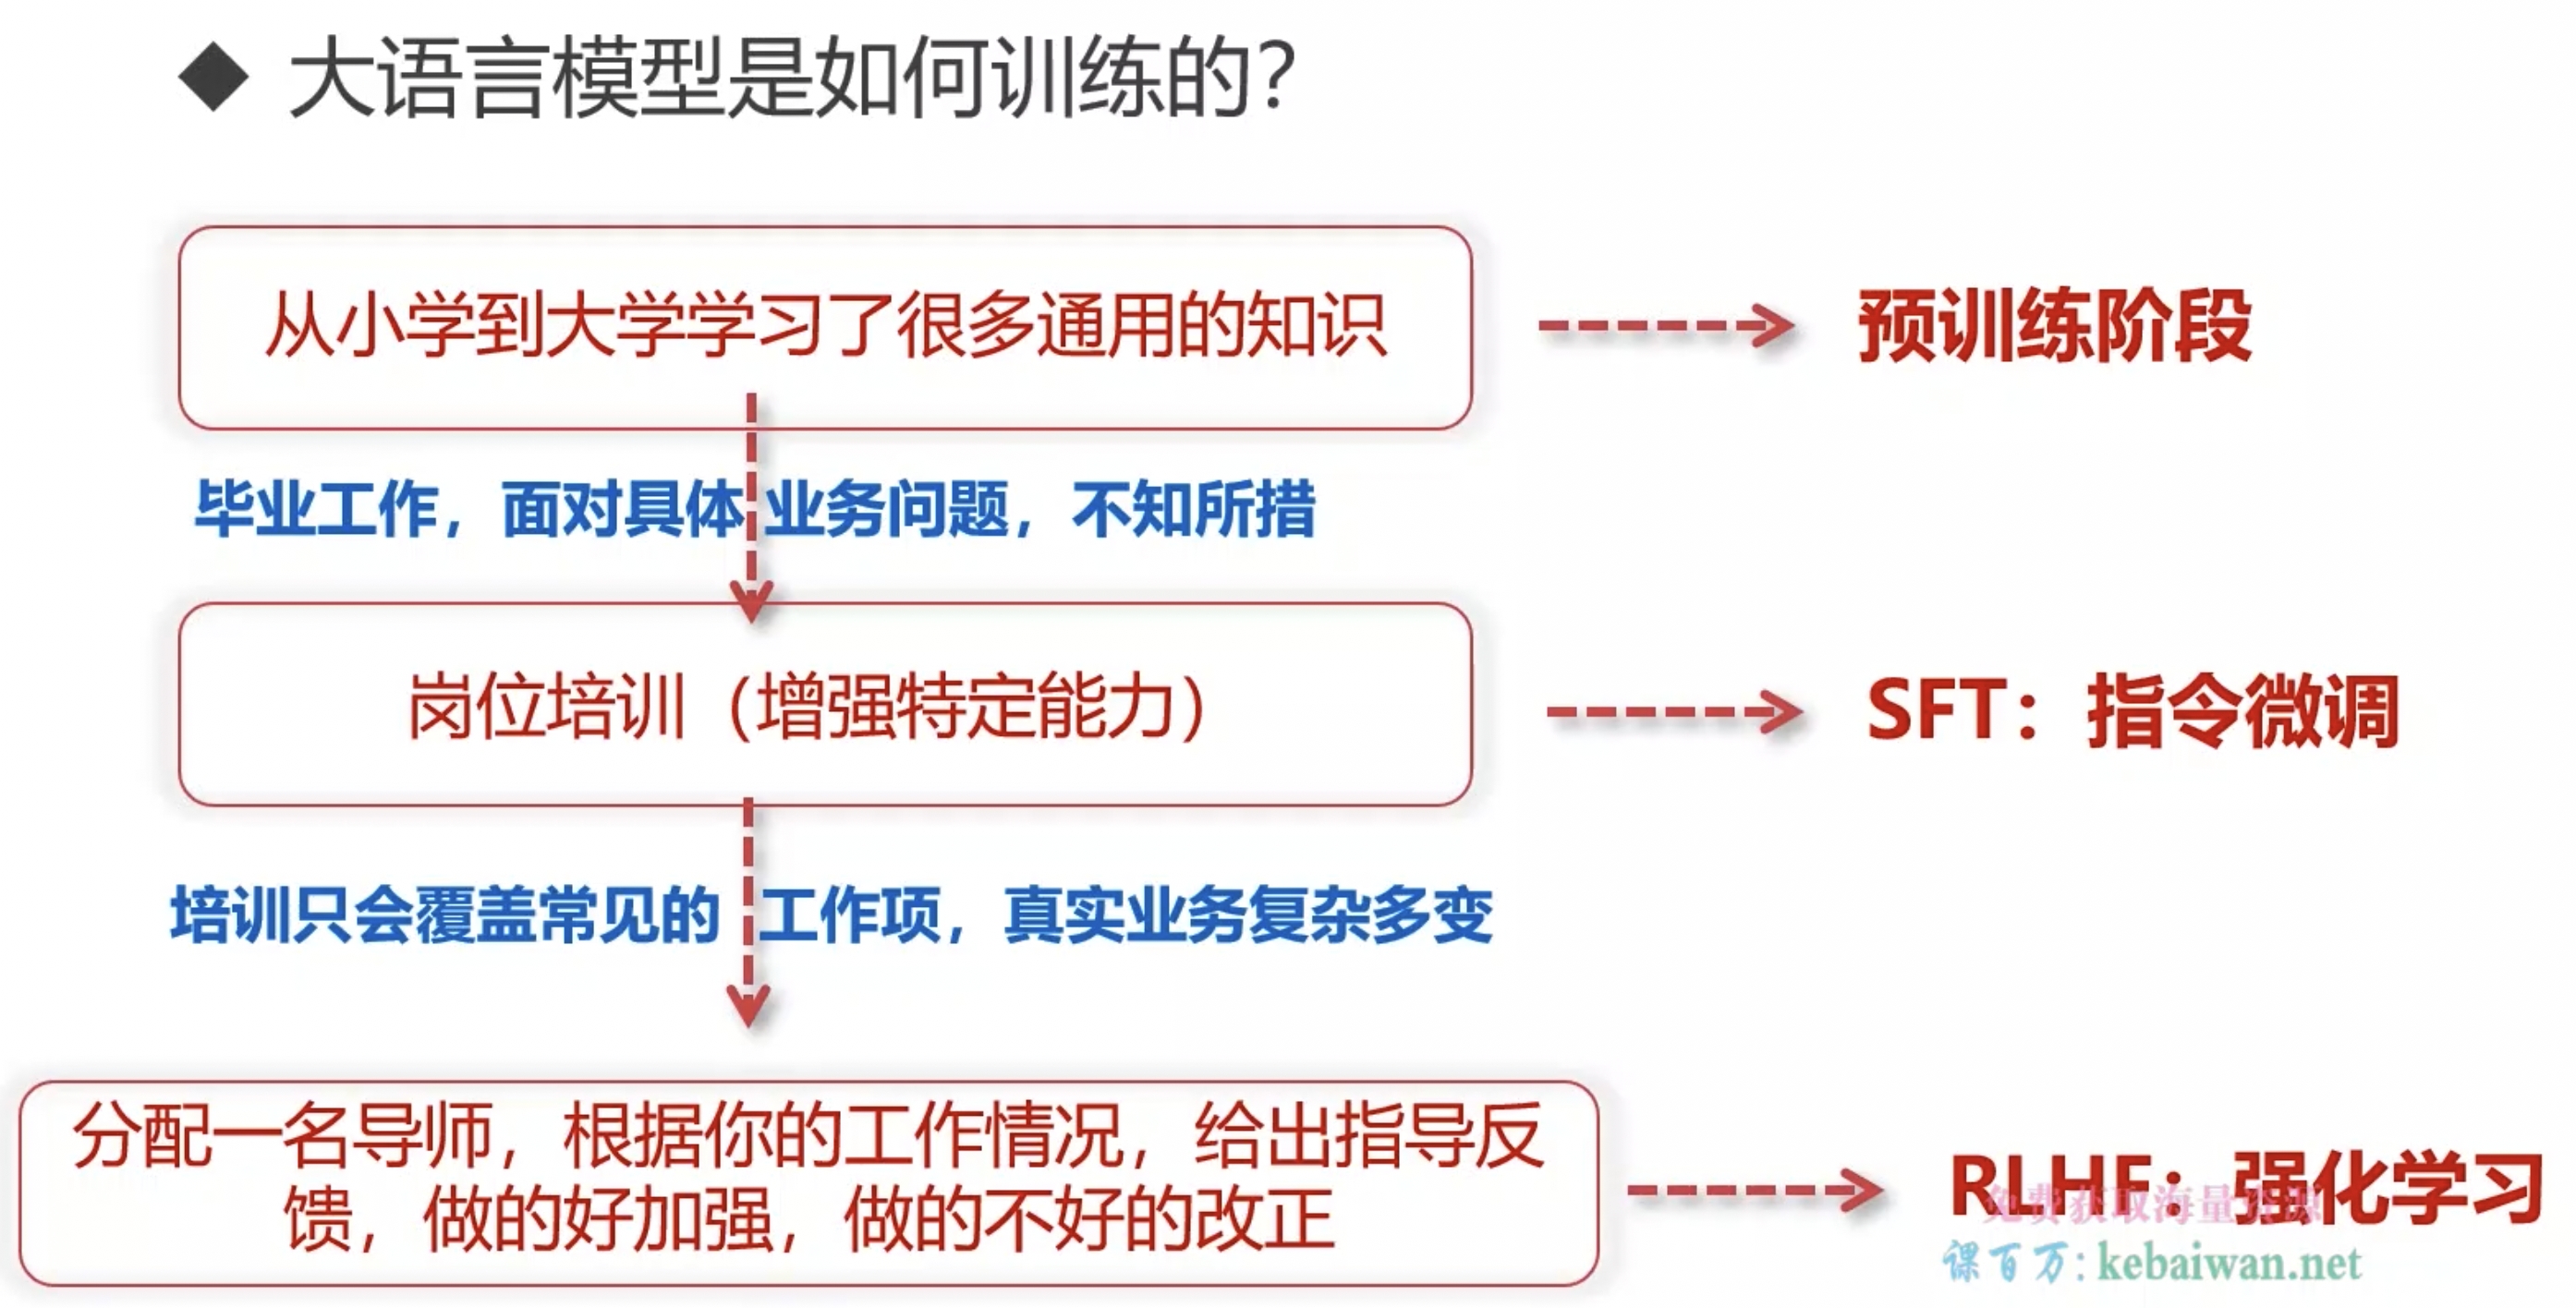 ◆ 大语言模型是如何训练的？
从小学到大学学习了很多通用的知识
预训练阶段
毕业工作，面对具体业务问题，不知所措
岗位培训（增强特定能力）
SFT：指令微调
培训只会覆盖常见的工作项，真实业务复杂多变
分配一名导师，根据你的工作情况，给出指导反
馈，做的好加强，做的不好的改正
RLHF：强化学习
免费获取海量资源
课百万：kebaiwan.net